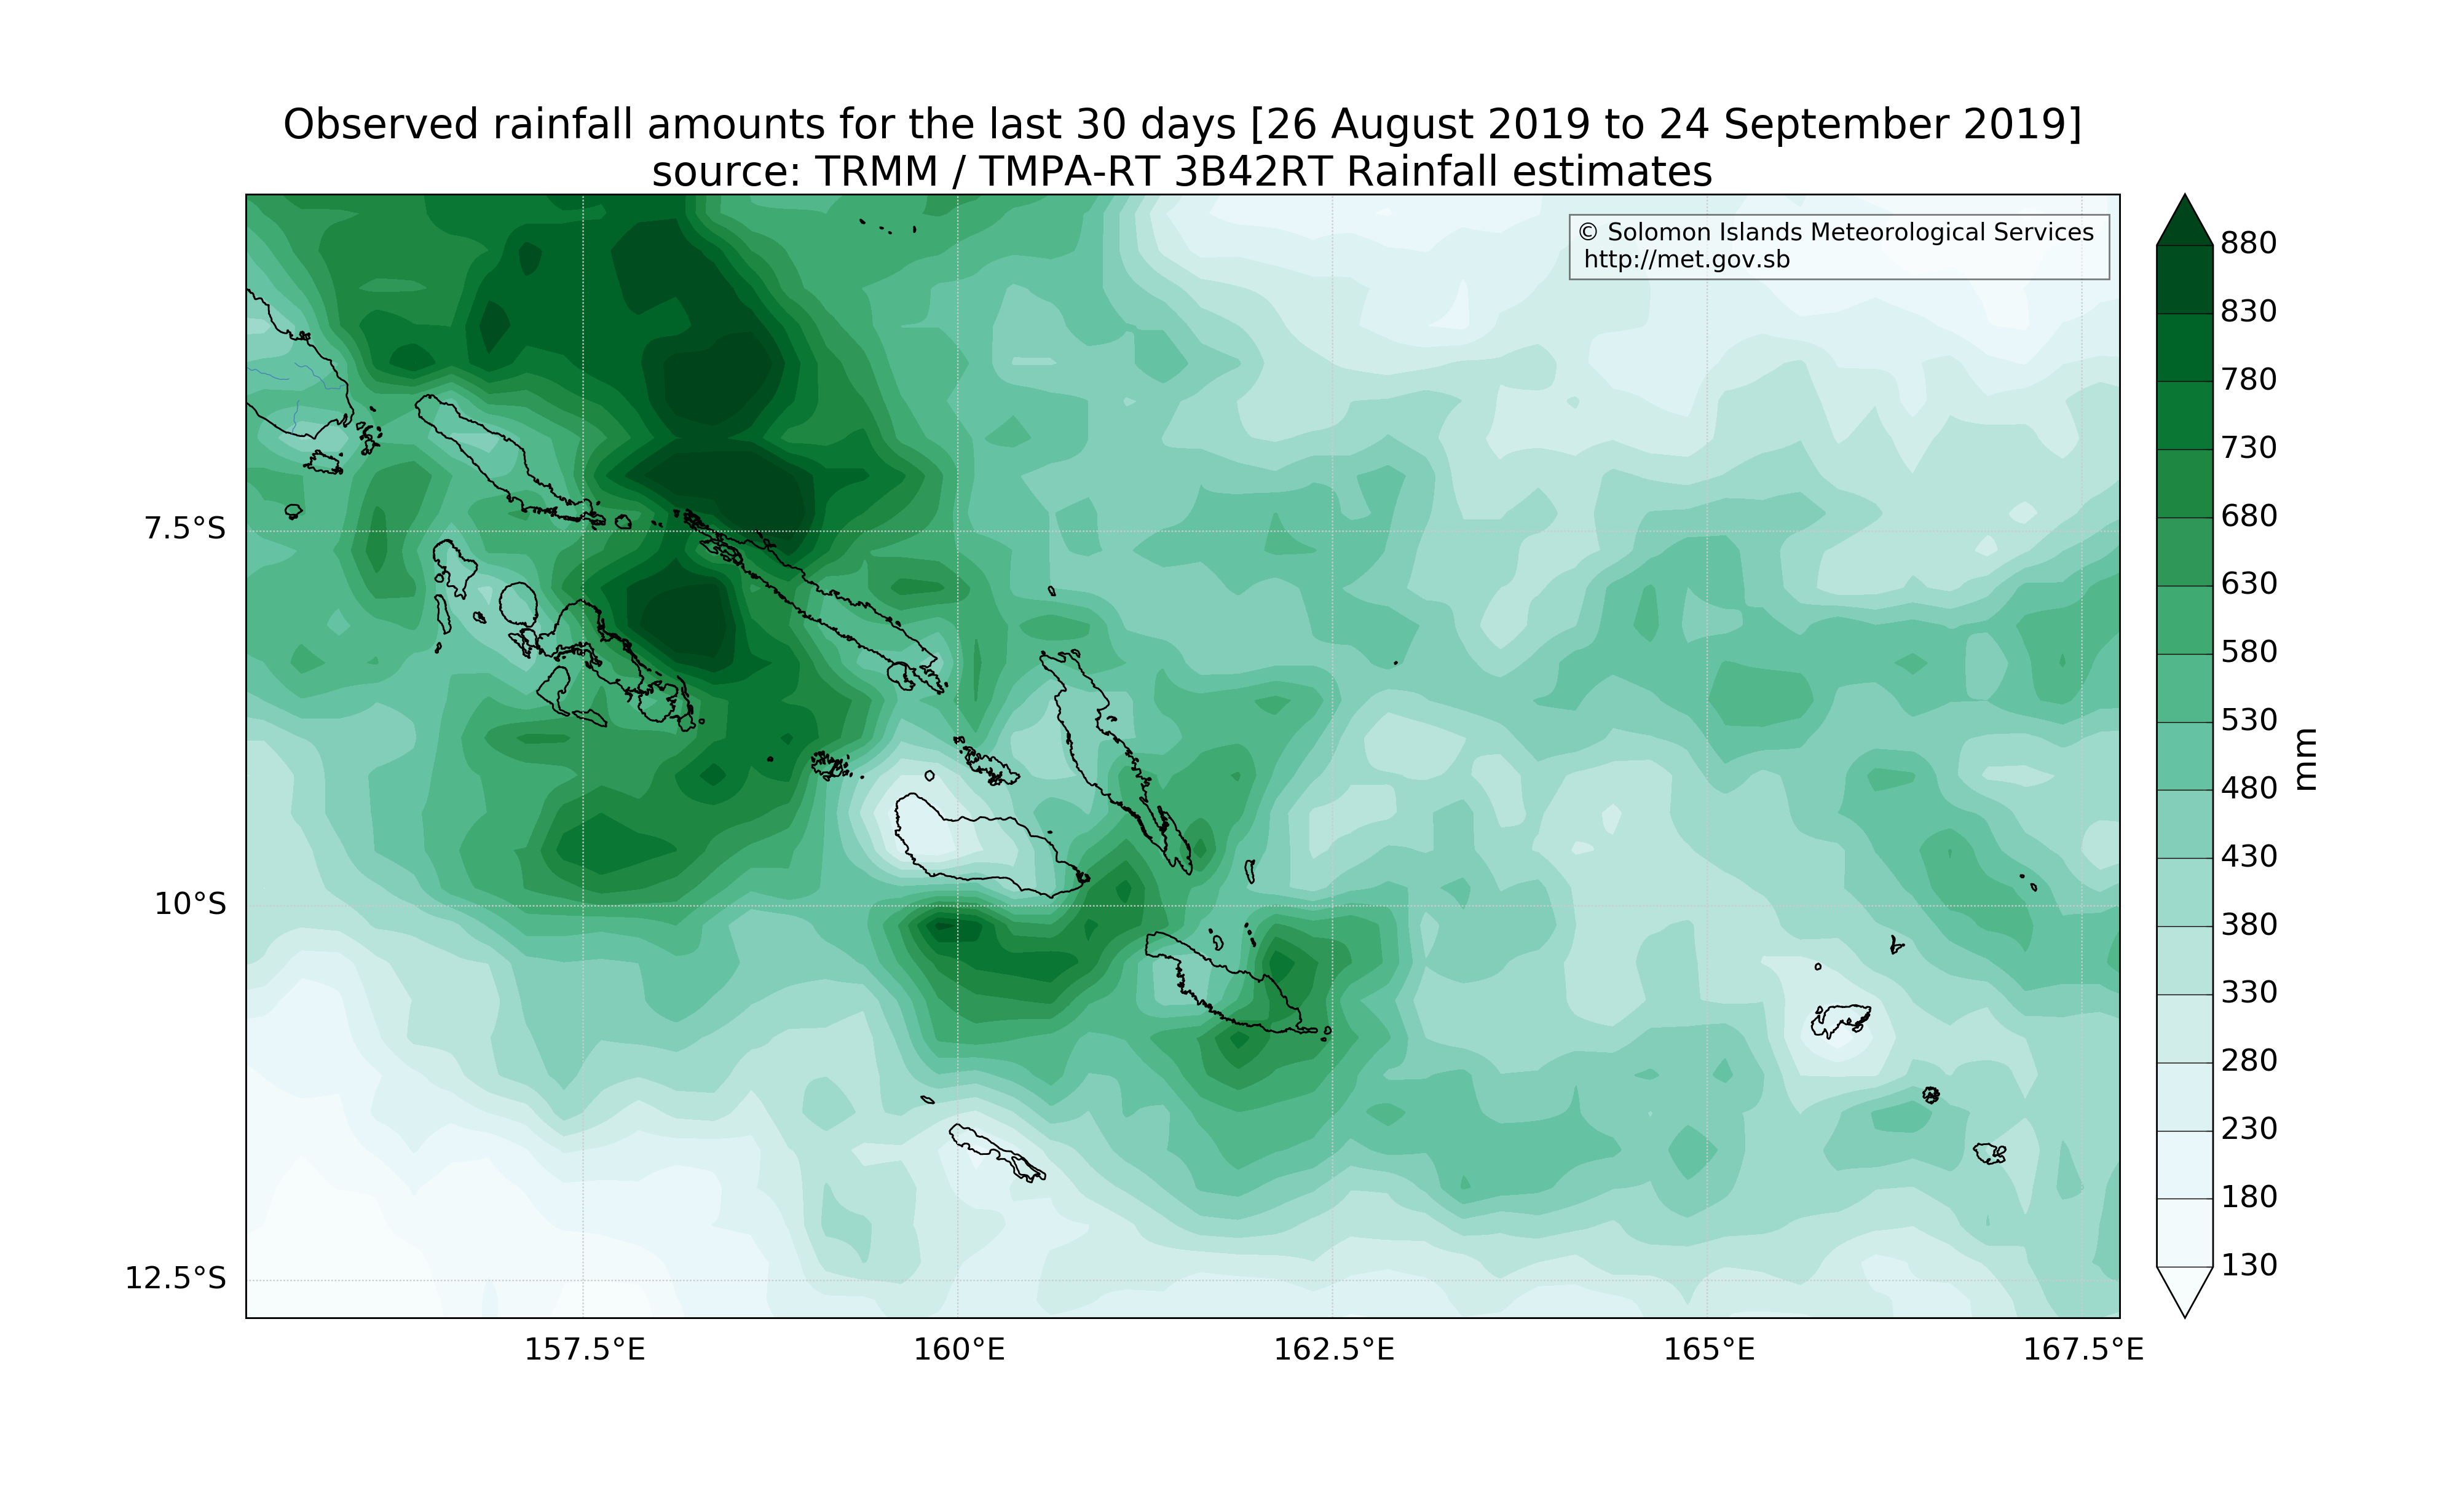 Observed rainfall amounts for the last 30 days [26 August 2019 to 24 September 2019]
source: TRMM / TMPA-RT 3B42RT Rainfall estimates
© Solomon Islands Meteorological Services
http://met.gov.sb
880
830
780
730
680
630
580
530
480
430
380
330
280
230
180
130
mm
7.5°S
10°S
12.5°S
157.5°E
160°E
162.5°E
165°E
167.5°E